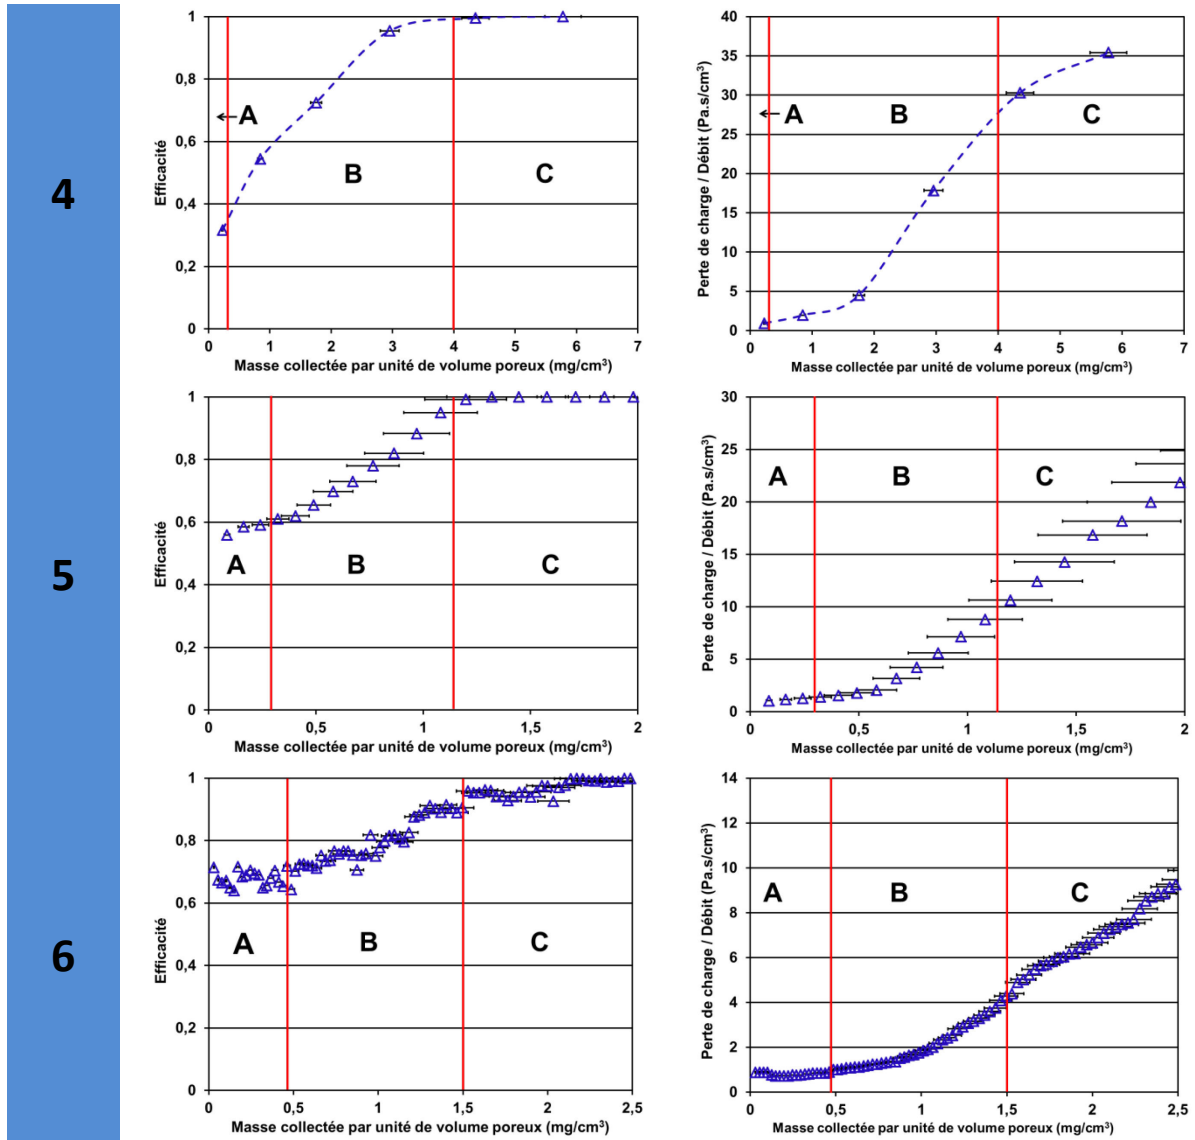 4
Efficacité
1
0,8
0,6
0,4
0,2
0
A
B
C
0 1 2 3 4 5 6 7
Masse collectée par unité de volume poreux (mg/cm³)
Perte de charge / Débit (Pa.s/cm³)
40
35
30
25
20
15
10
5
0
A
B
C
0 1 2 3 4 5 6 7
Masse collectée par unité de volume poreux (mg/cm³)
5
Efficacité
1
0,8
0,6
0,4
0,2
0
A
B
C
0 0,5 1 1,5 2
Masse collectée par unité de volume poreux (mg/cm³)
Perte de charge / Débit (Pa.s/cm³)
30
25
20
15
10
5
0
A
B
C
0 0,5 1 1,5 2
Masse collectée par unité de volume poreux (mg/cm³)
6
Efficacité
1
0,8
0,6
0,4
0,2
0
A
B
C
0 0,5 1 1,5 2 2,5
Masse collectée par unité de volume poreux (mg/cm³)
Perte de charge / Débit (Pa.s/cm³)
14
12
10
8
6
4
2
0
A
B
C
0 0,5 1 1,5 2 2,5
Masse collectée par unité de volume poreux (mg/cm³)